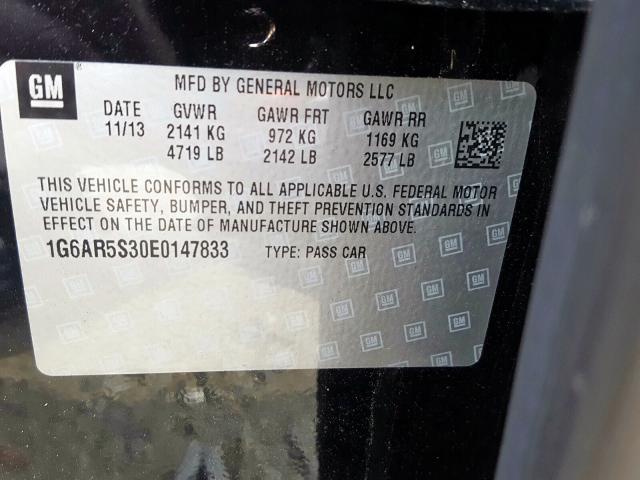 GM MFD BY GENERAL MOTORS LLC
DATE GVWR GAWR FRT GAWR RR
11/13 2141 KG 972 KG 1169 KG
4719 LB 2142 LB 2577 LB
THIS VEHICLE CONFORMS TO ALL APPLICABLE U.S. FEDERAL MOTOR
VEHICLE SAFETY, BUMPER, AND THEFT PREVENTION STANDARDS IN
EFFECT ON THE DATE OF MANUFACTURE SHOWN ABOVE.
1G6AR5S30E0147833 TYPE: PASS CAR